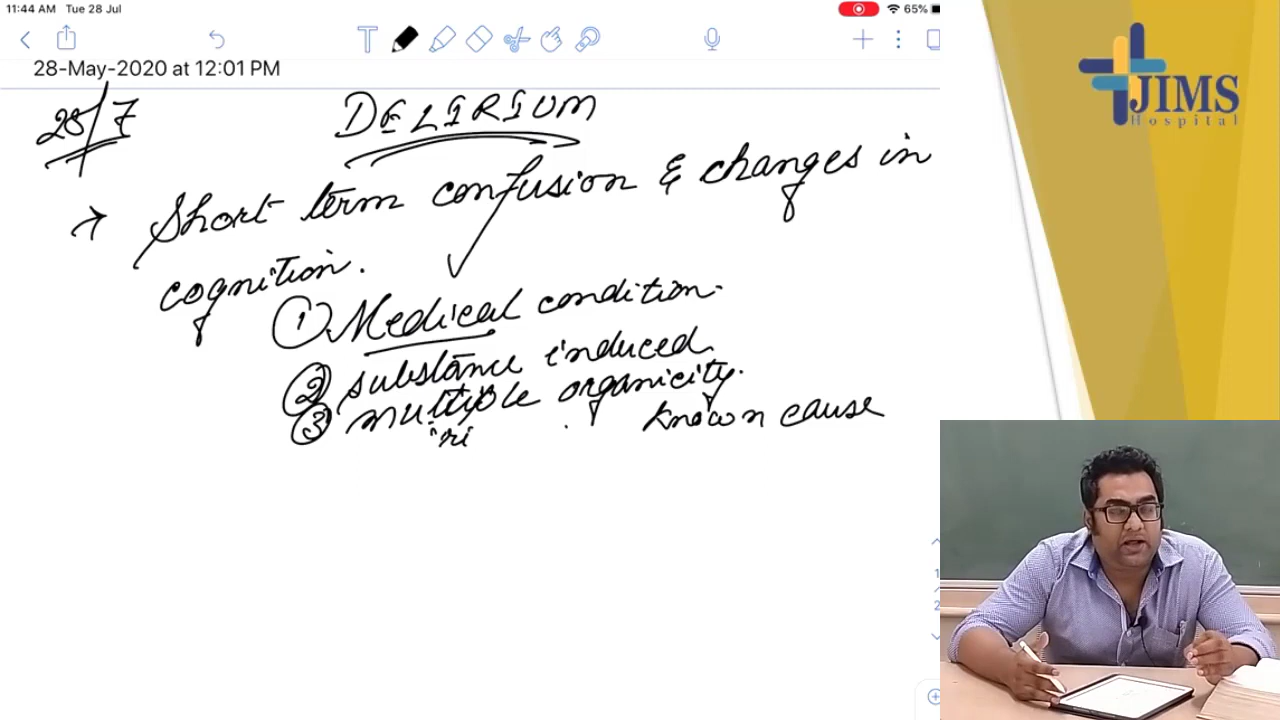 11:44 AM Tue 28 Jul
65%
28-May-2020 at 12:01 PM
28/7
DELIRIUM
→ Short term confusion & changes in
cognition.
① Medical condition.
② substance induced
③ multiple organicity.
known cause
JIMS
Hospital